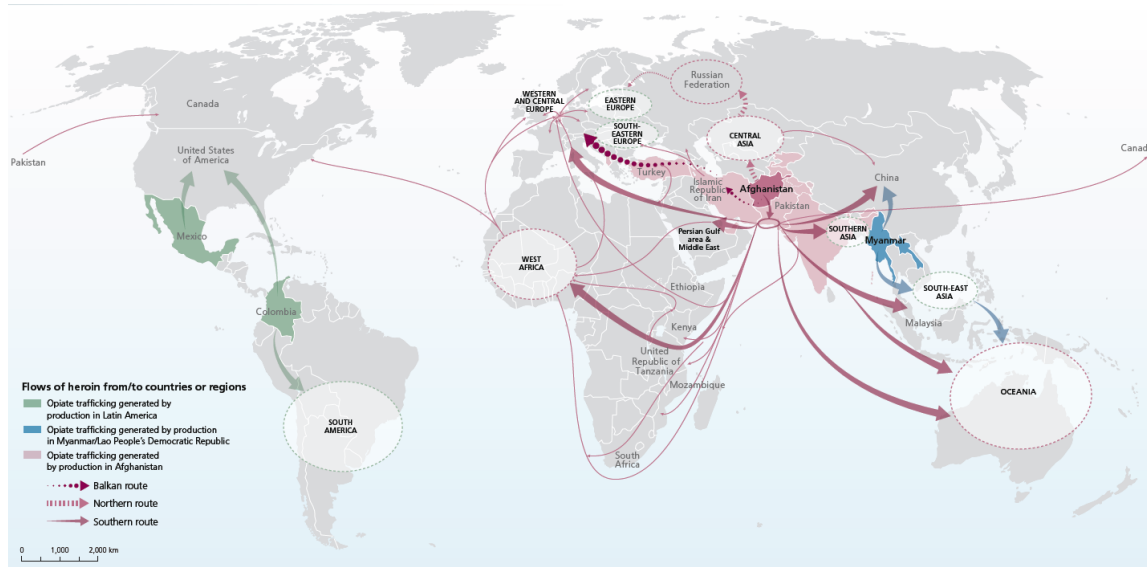 Canada
United States
of America
Pakistan
Mexico
Colombia
SOUTH
AMERICA
WESTERN
AND CENTRAL
EUROPE
EASTERN
EUROPE
SOUTH-
EASTERN
EUROPE
Russian
Federation
CENTRAL
ASIA
Turkey
Islamic
Republic
of Iran
Afghanistan
Pakistan
China
Canad
Persian Gulf
area &
Middle East
SOUTHERN
ASIA
Myanmar
WEST
AFRICA
Ethiopia
Kenya
United
Republic of
Tanzania
Mozambique
South
Africa
SOUTH-EAST
ASIA
Malaysia
OCEANIA
Flows of heroin from/to countries or regions
Opiate trafficking generated by
production in Latin America
Opiate trafficking generated by production
in Myanmar/Lao People's Democratic Republic
Opiate trafficking generated
by production in Afghanistan
Balkan route
Northern route
Southern route
0 1,000 2,000 km